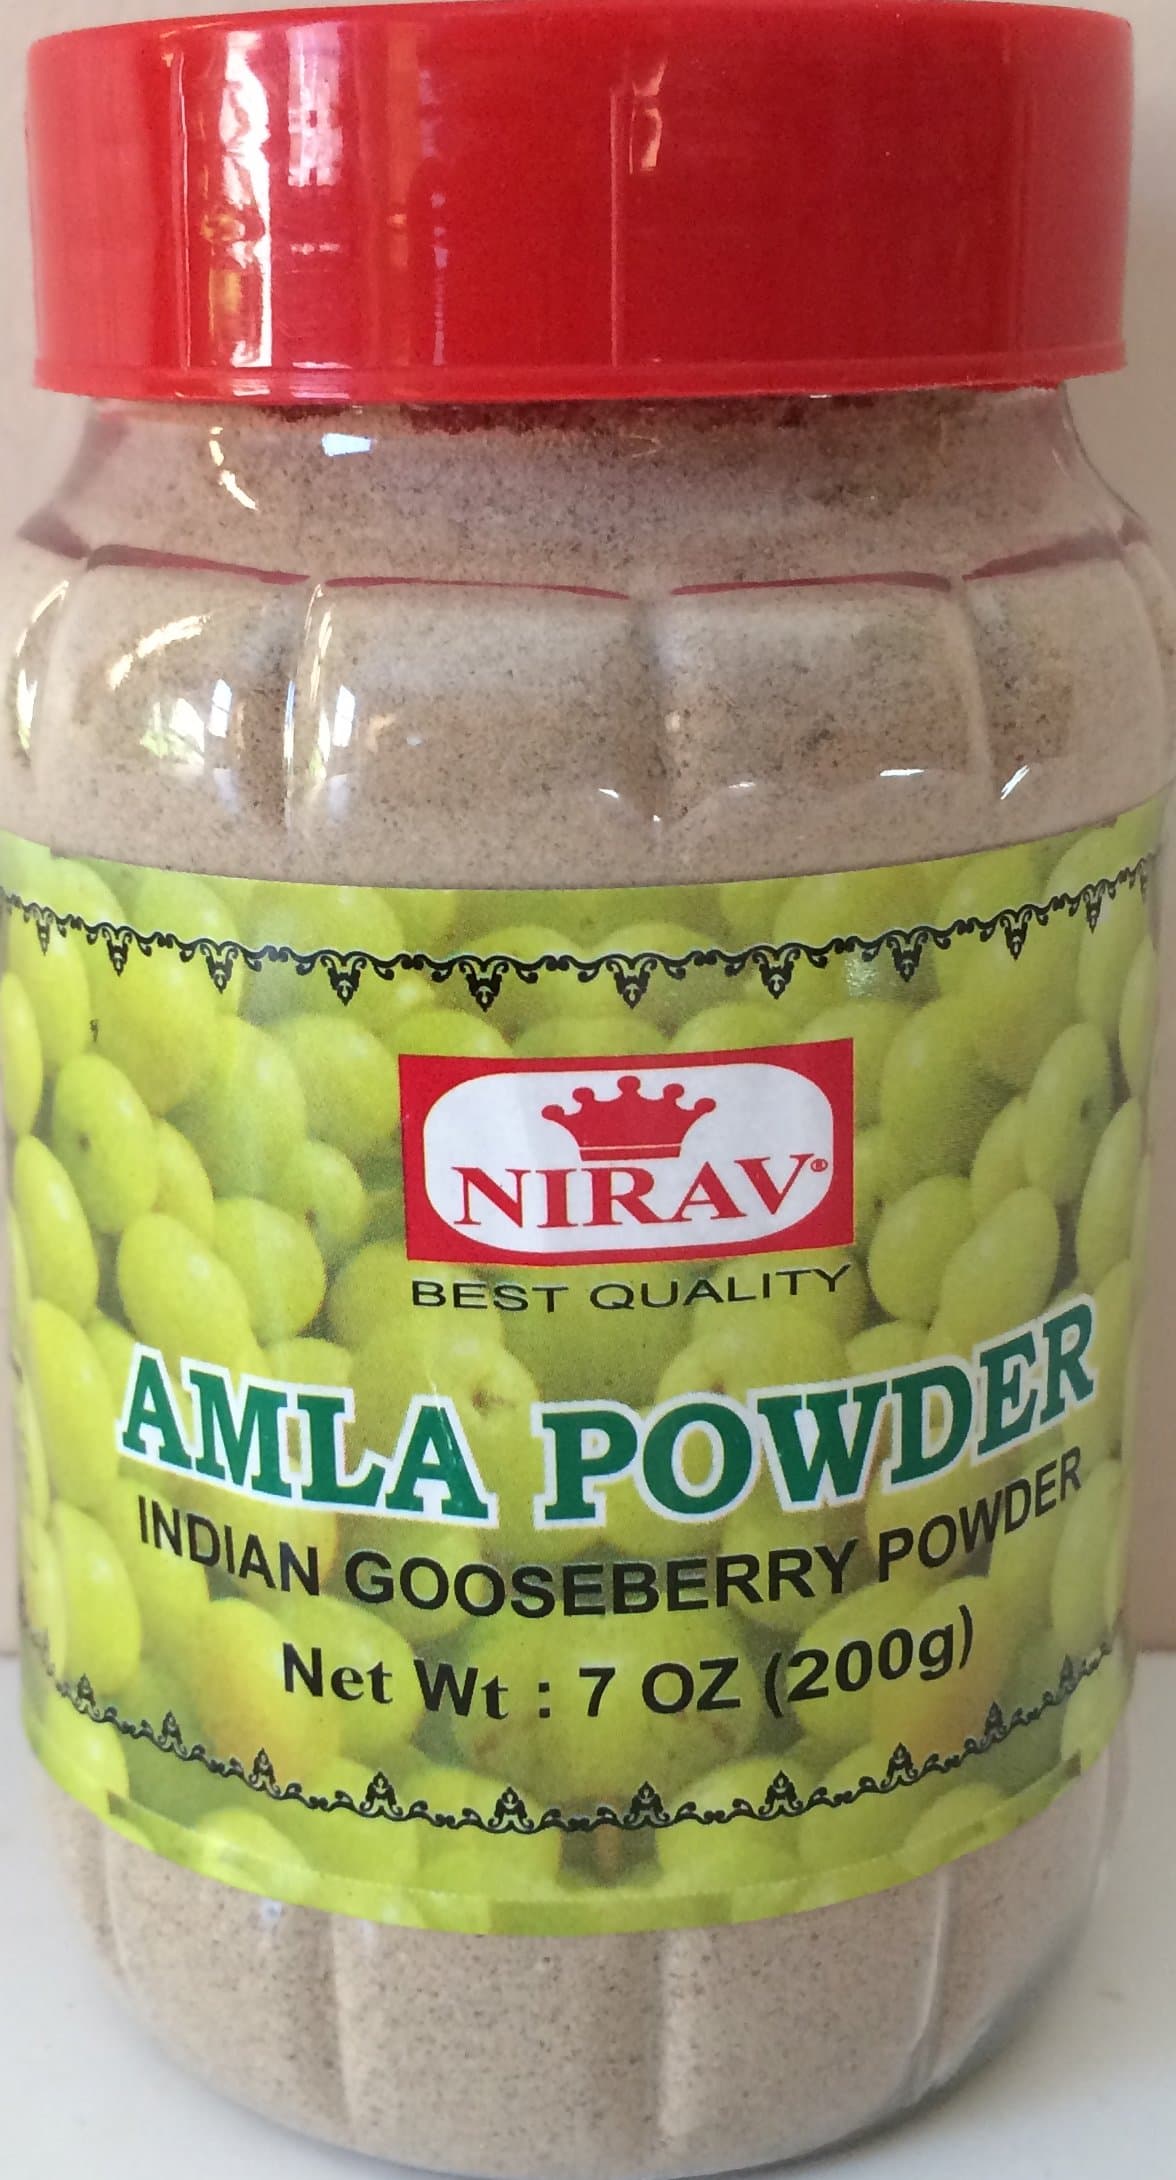 NIRAV®
BEST QUALITY
AMLA POWDER
INDIAN GOOSEBERRY POWDER
Net Wt : 7 OZ (200g)